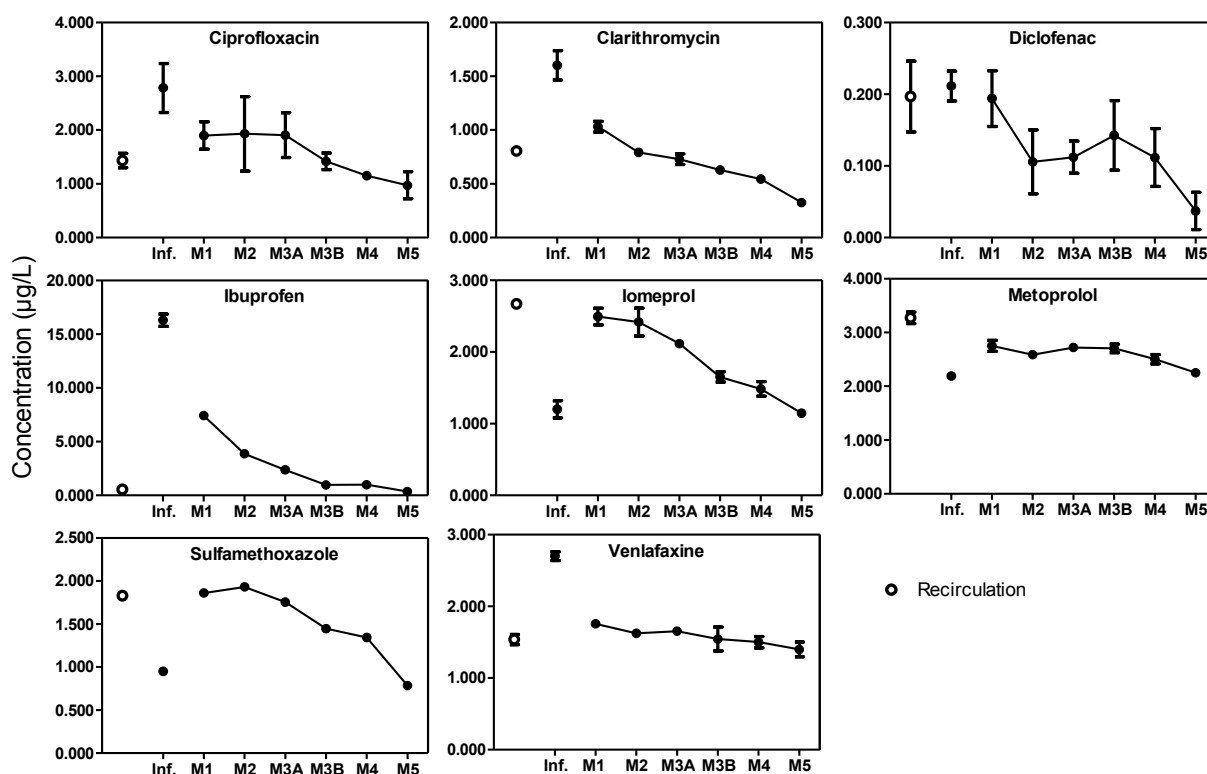 Concentration (µg/L)
Ciprofloxacin
4.000
3.000
2.000
1.000
0.000
Inf. M1 M2 M3A M3B M4 M5
Clarithromycin
2.000
1.500
1.000
0.500
0.000
Inf. M1 M2 M3A M3B M4 M5
Diclofenac
0.300
0.200
0.100
0.000
Inf. M1 M2 M3A M3B M4 M5
Ibuprofen
20.000
15.000
10.000
5.000
0.000
Inf. M1 M2 M3A M3B M4 M5
Iomeprol
3.000
2.000
1.000
0.000
Inf. M1 M2 M3A M3B M4 M5
Metoprolol
4.000
3.000
2.000
1.000
0.000
Inf. M1 M2 M3A M3B M4 M5
Sulfamethoxazole
2.500
2.000
1.500
1.000
0.500
0.000
Inf. M1 M2 M3A M3B M4 M5
Venlafaxine
3.000
2.000
1.000
0.000
Inf. M1 M2 M3A M3B M4 M5
Recirculation